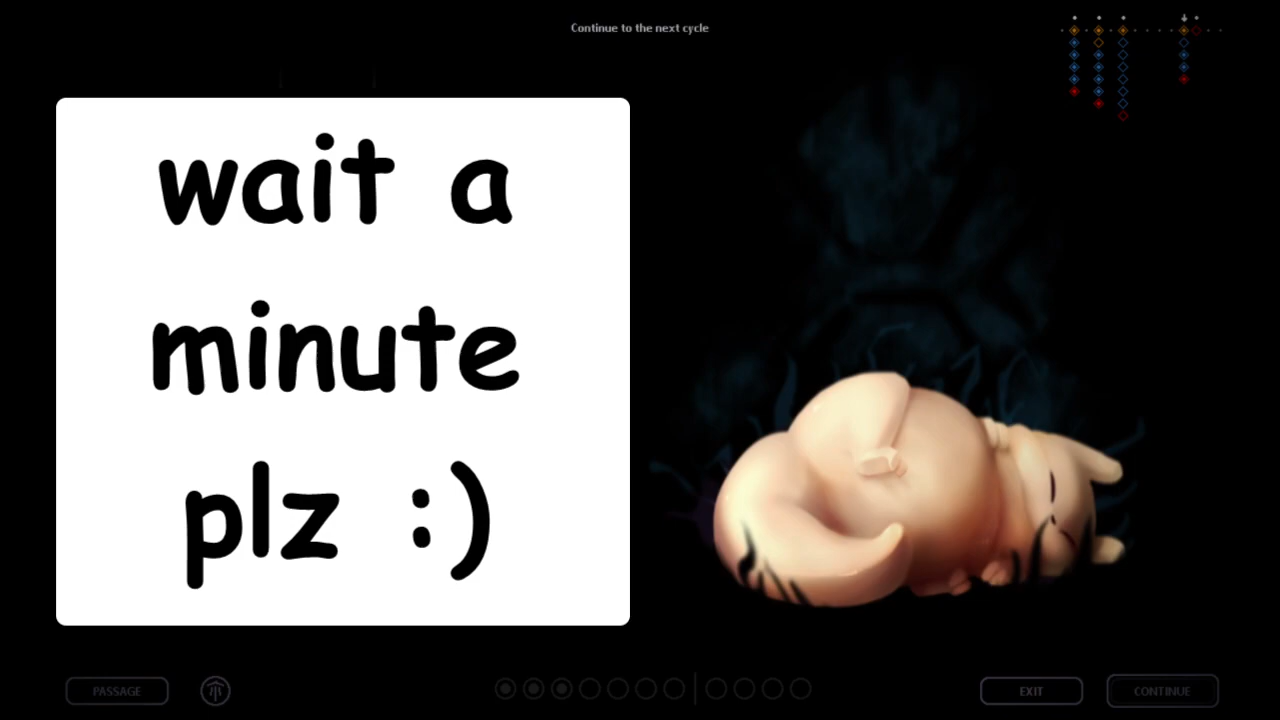 Continue to the next cycle
wait a
minute
plz :)
PASSAGE
EXIT
CONTINUE